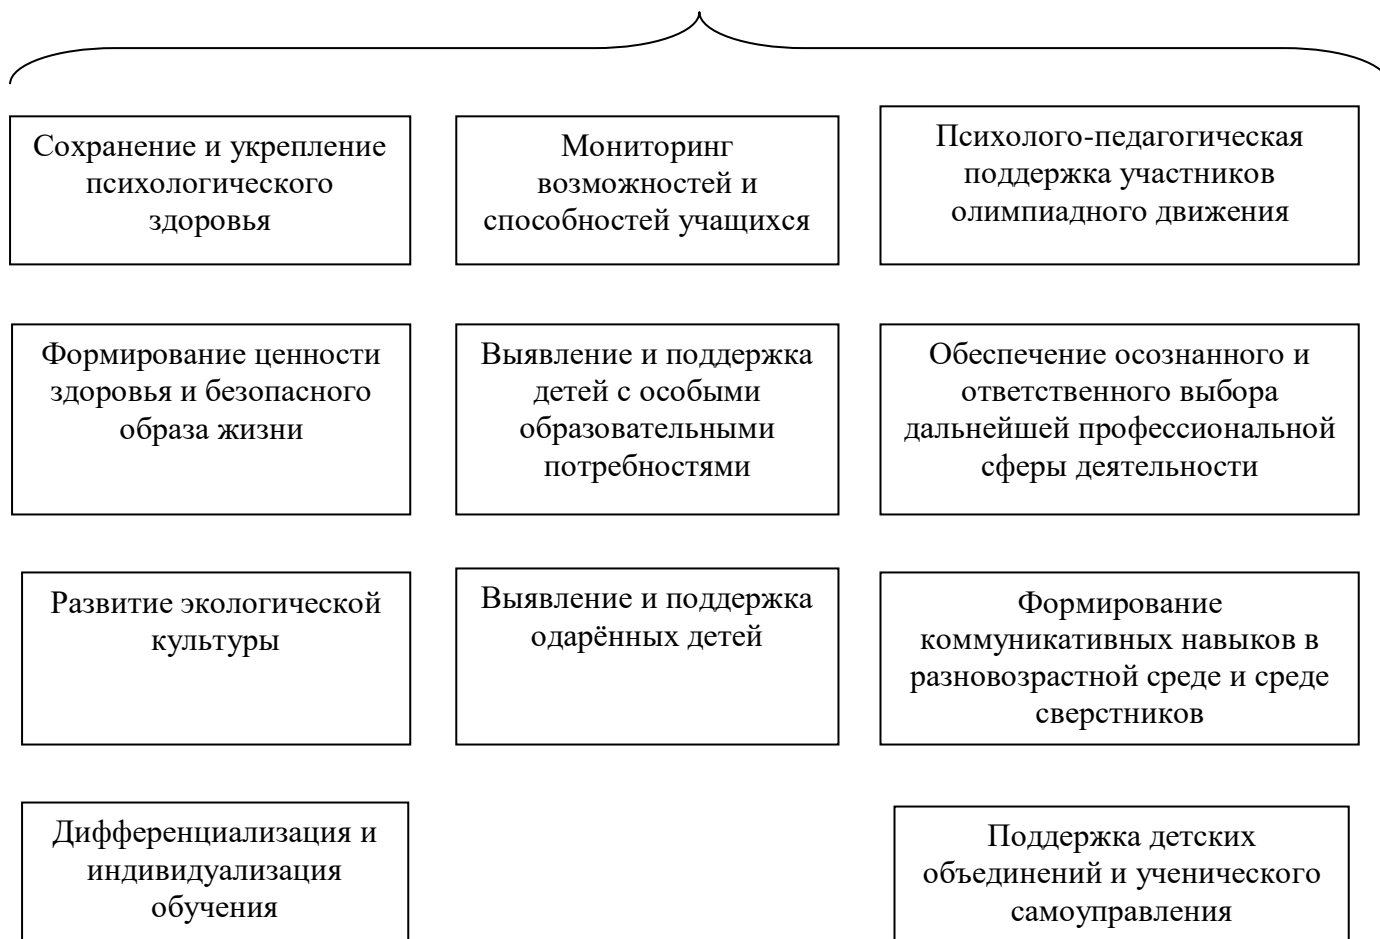 Сохранение и укрепление
психологического
здоровья
Мониторинг
возможностей и
способностей учащихся
Психолого-педагогическая
поддержка участников
олимпиадного движения
Формирование ценности
здоровья и безопасного
образа жизни
Выявление и поддержка
детей с особыми
образовательными
потребностями
Обеспечение осознанного и
ответственного выбора
дальнейшей профессиональной
сферы деятельности
Развитие экологической
культуры
Выявление и поддержка
одарённых детей
Формирование
коммуникативных навыков в
разновозрастной среде и среде
сверстников
Дифференциализация и
индивидуализация
обучения
Поддержка детских
объединений и ученического
самоуправления